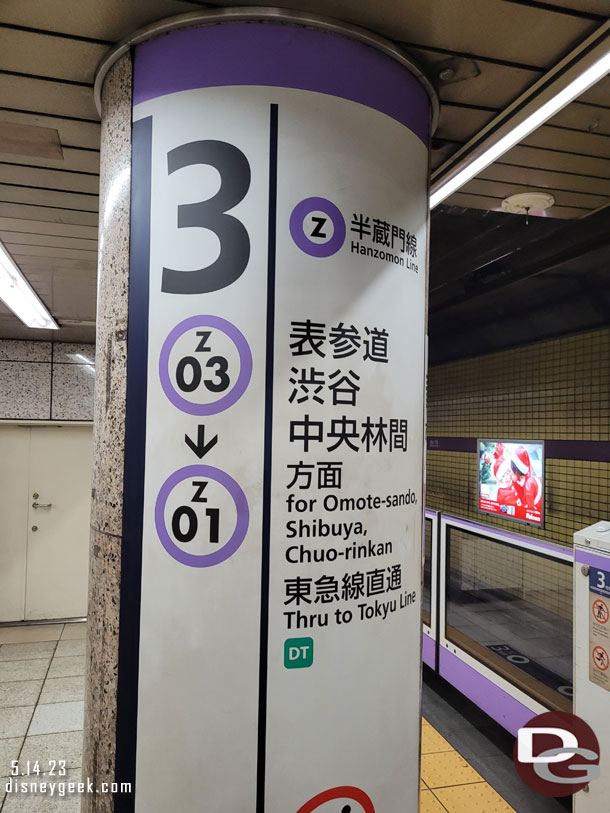 3
Z
03
↓
Z
01
Z
半蔵門線
Hanzomon Line
表参道
渋谷
中央林間
方面
for Omote-sando,
Shibuya,
Chuo-rinkan
東急線直通
Thru to Tokyu Line
DT
3
5.14.23
disneygeek.com
DG